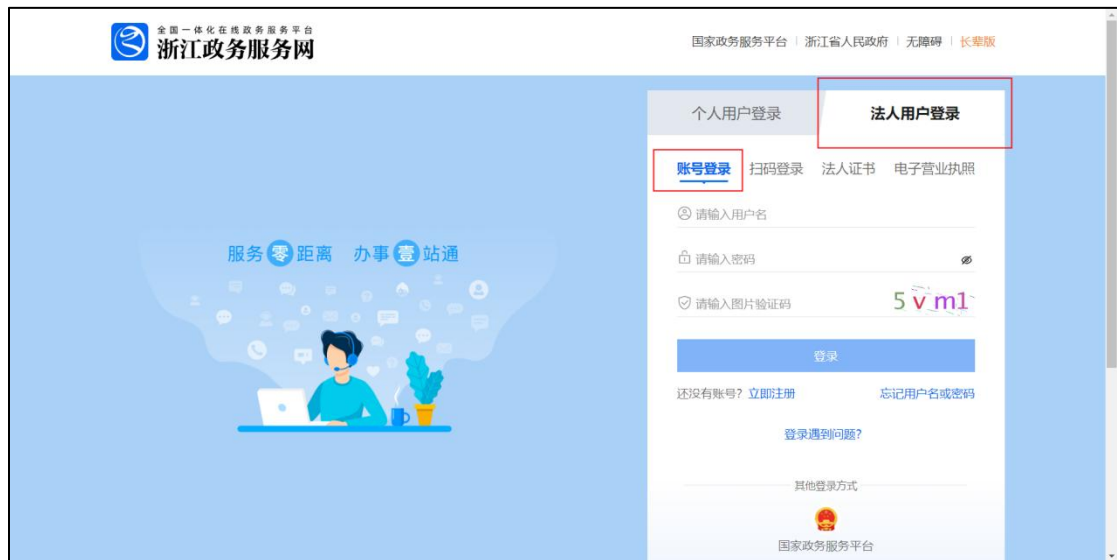 全国一体化在线政务服务平台
浙江政务服务网
国家政务服务平台 浙江省人民政府 无障碍 长辈版
个人用户登录 法人用户登录
账号登录 扫码登录 法人证书 电子营业执照
请输入用户名
请输入密码
请输入图片验证码 5vm1
登录
还没有账号？立即注册 忘记用户名或密码
登录遇到问题?
其他登录方式
国家政务服务平台
服务零距离 办事壹站通